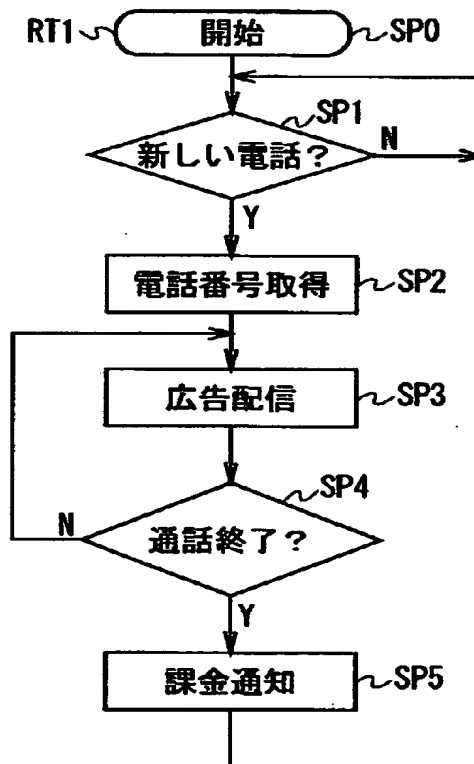 RT1 開始 SP0
SP1
新しい電話? N
Y
電話番号取得 SP2
広告配信 SP3
SP4
N 通話終了?
Y
課金通知 SP5